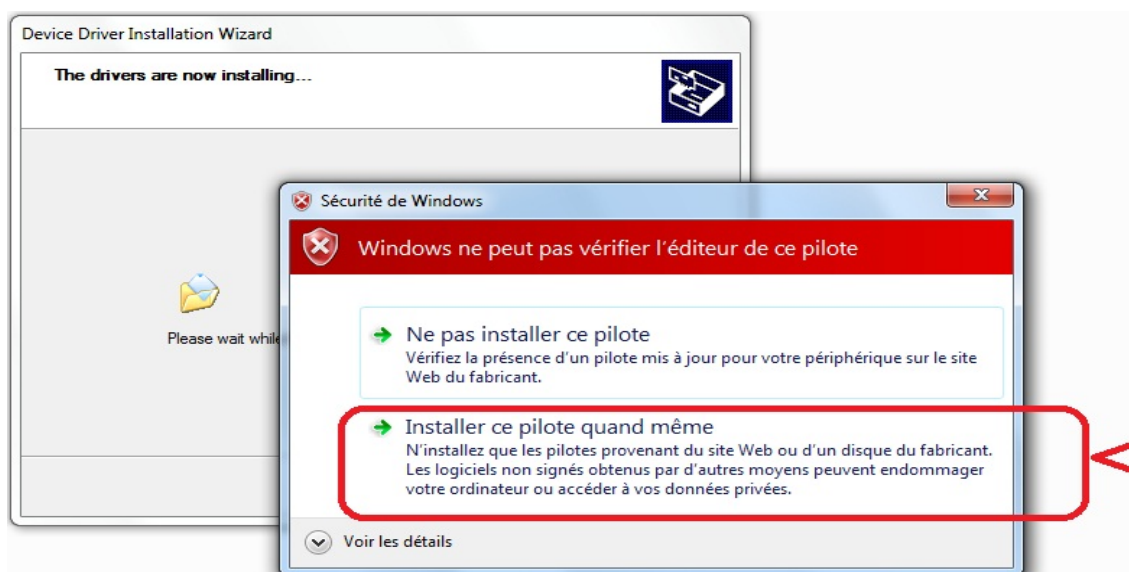 Device Driver Installation Wizard
The drivers are now installing...
Please wait while
Sécurité de Windows
Windows ne peut pas vérifier l'éditeur de ce pilote
Ne pas installer ce pilote
Vérifiez la présence d'un pilote mis à jour pour votre périphérique sur le site
Web du fabricant.
Installer ce pilote quand même
N'installez que les pilotes provenant du site Web ou d'un disque du fabricant.
Les logiciels non signés obtenus par d'autres moyens peuvent endommager
votre ordinateur ou accéder à vos données privées.
Voir les détails